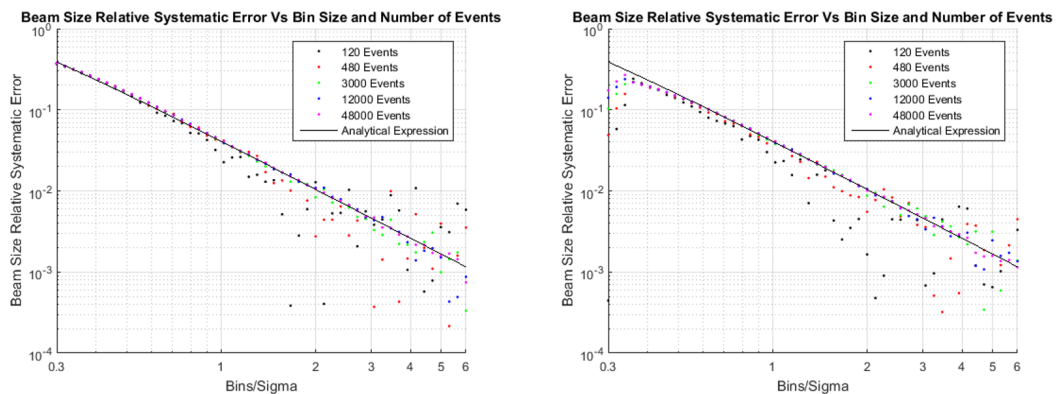 Beam Size Relative Systematic Error Vs Bin Size and Number of Events
Beam Size Relative Systematic Error
10^0
10^-1
10^-2
10^-3
10^-4
120 Events
480 Events
3000 Events
12000 Events
48000 Events
Analytical Expression
0.3 1 2 3 4 5 6
Bins/Sigma
Beam Size Relative Systematic Error Vs Bin Size and Number of Events
Beam Size Relative Systematic Error
10^0
10^-1
10^-2
10^-3
10^-4
120 Events
480 Events
3000 Events
12000 Events
48000 Events
Analytical Expression
0.3 1 2 3 4 5 6
Bins/Sigma